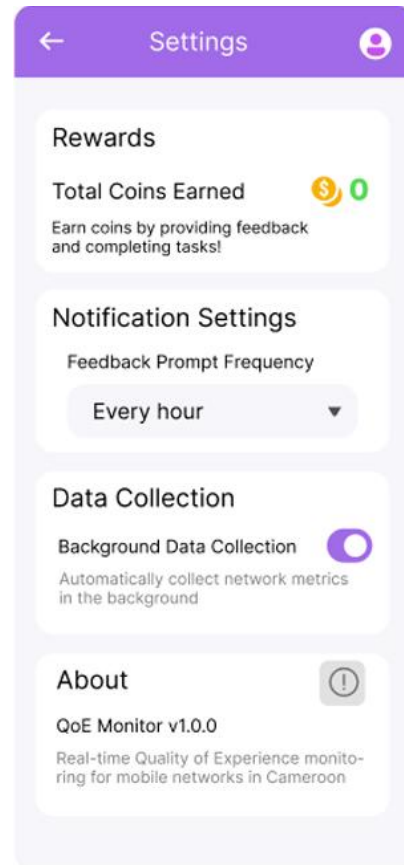 Settings
Rewards
Total Coins Earned 0
Earn coins by providing feedback
and completing tasks!
Notification Settings
Feedback Prompt Frequency
Every hour
Data Collection
Background Data Collection
Automatically collect network metrics
in the background
About
QoE Monitor v1.0.0
Real-time Quality of Experience monito-
ring for mobile networks in Cameroon